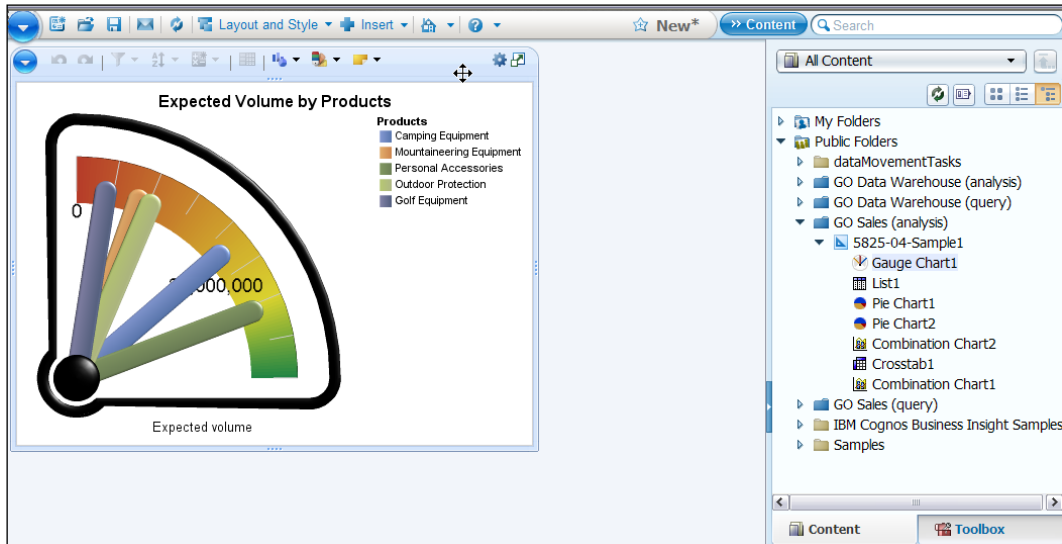 Layout and Style Insert New* Content Search
Expected Volume by Products
Products
Camping Equipment
Mountaineering Equipment
Personal Accessories
Outdoor Protection
Golf Equipment
0
000,000
Expected volume
All Content
My Folders
Public Folders
dataMovementTasks
GO Data Warehouse (analysis)
GO Data Warehouse (query)
GO Sales (analysis)
5825-04-Sample1
Gauge Chart1
List1
Pie Chart1
Pie Chart2
Combination Chart2
Crosstab1
Combination Chart1
GO Sales (query)
IBM Cognos Business Insight Samples
Samples
Content Toolbox